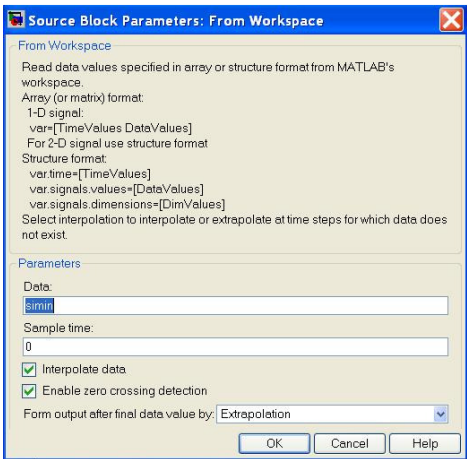 Source Block Parameters: From Workspace
From Workspace
Read data values specified in array or structure format from MATLAB's
workspace.
Array (or matrix) format:
1-D signal:
var=[TimeValues DataValues]
For 2-D signal use structure format
Structure format:
var.time=[TimeValues]
var.signals.values=[DataValues]
var.signals.dimensions=[DimValues]
Select interpolation to interpolate or extrapolate at time steps for which data does
not exist.
Parameters
Data:
simin
Sample time:
0
Interpolate data
Enable zero crossing detection
Form output after final data value by: Extrapolation
OK Cancel Help